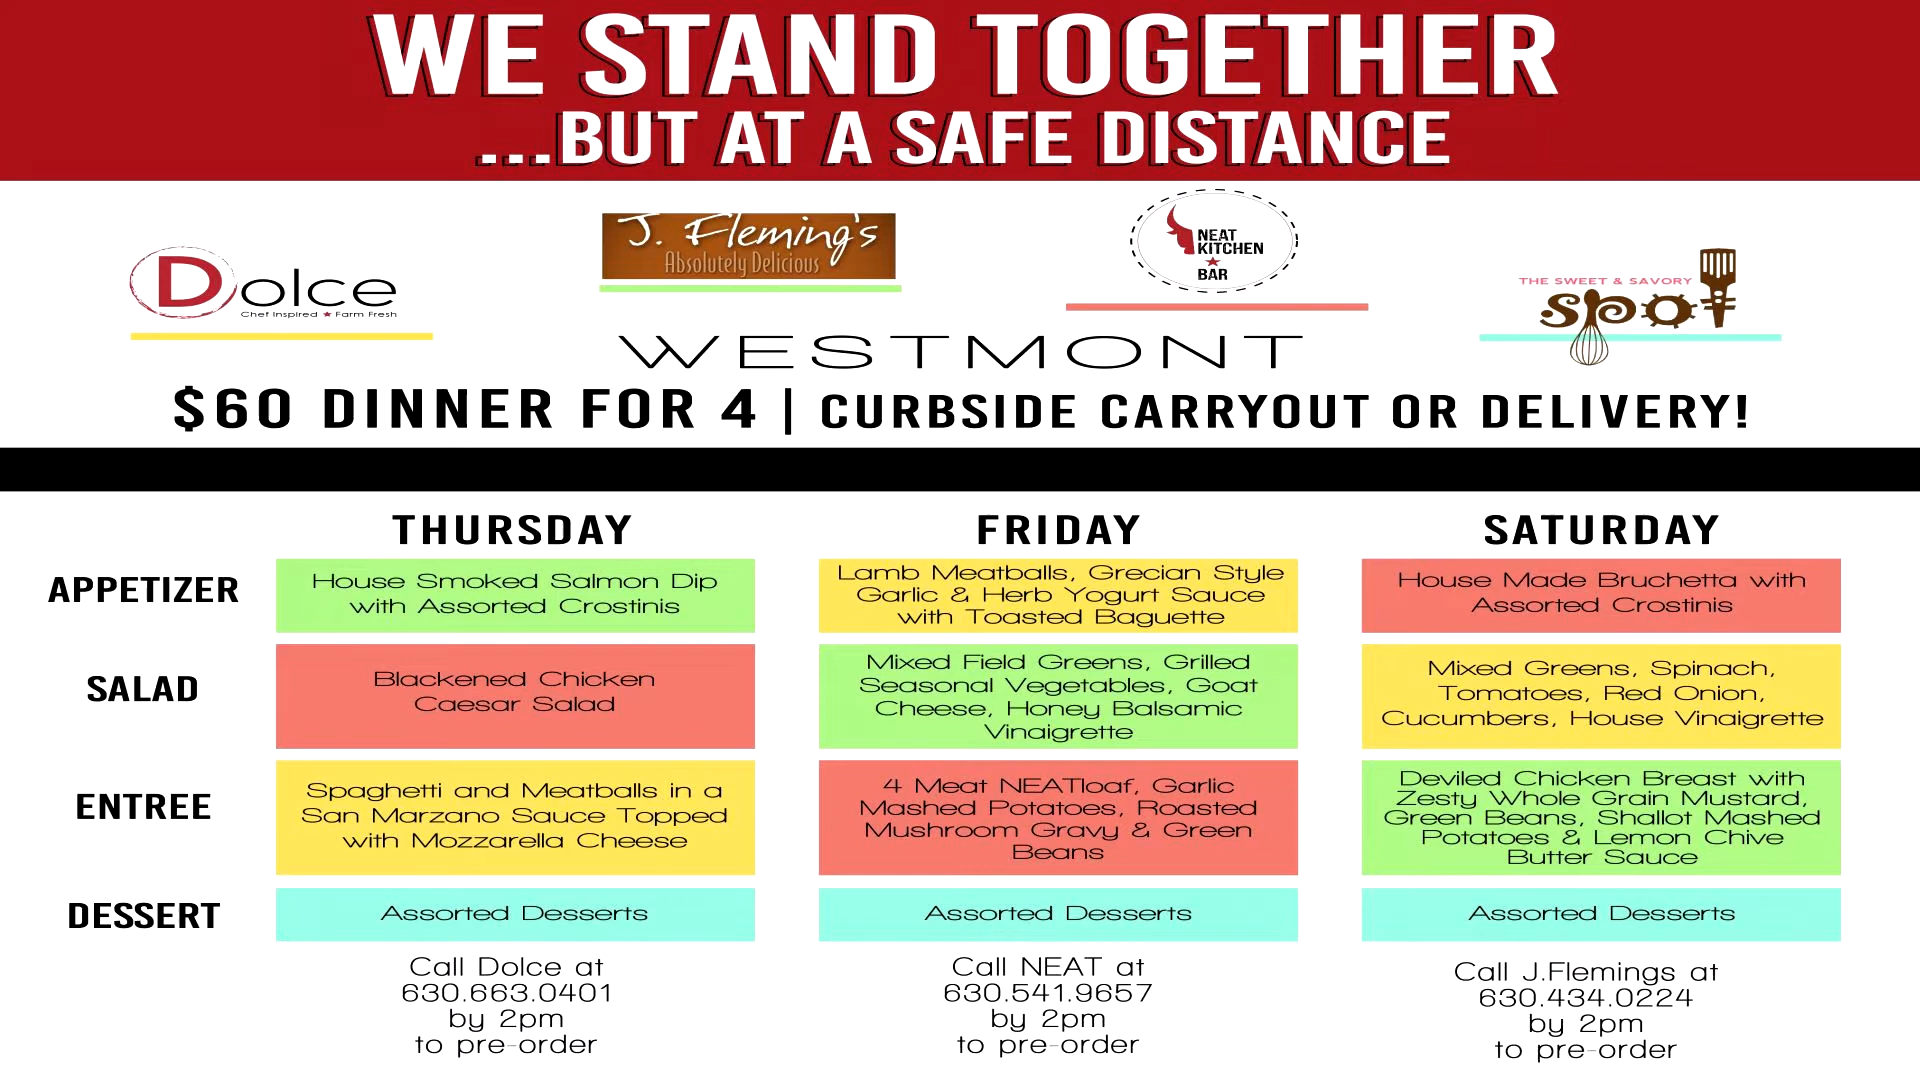 WE STAND TOGETHER
...BUT AT A SAFE DISTANCE
Dolce
Chef Inspired ★ Farm Fresh
J. Fleming's
Absolutely Delicious
NEAT
KITCHEN
★
BAR
THE SWEET & SAVORY
spot
WESTMONT
$60 DINNER FOR 4 | CURBSIDE CARRYOUT OR DELIVERY!
THURSDAY
FRIDAY
SATURDAY
APPETIZER
House Smoked Salmon Dip
with Assorted Crostinis
Lamb Meatballs, Grecian Style
Garlic & Herb Yogurt Sauce
with Toasted Baguette
House Made Bruchetta with
Assorted Crostinis
SALAD
Blackened Chicken
Caesar Salad
Mixed Field Greens, Grilled
Seasonal Vegetables, Goat
Cheese, Honey Balsamic
Vinaigrette
Mixed Greens, Spinach,
Tomatoes, Red Onion,
Cucumbers, House Vinaigrette
ENTREE
Spaghetti and Meatballs in a
San Marzano Sauce Topped
with Mozzarella Cheese
4 Meat NEATloaf, Garlic
Mashed Potatoes, Roasted
Mushroom Gravy & Green
Beans
Deviled Chicken Breast with
Zesty Whole Grain Mustard,
Green Beans, Shallot Mashed
Potatoes & Lemon Chive
Butter Sauce
DESSERT
Assorted Desserts
Assorted Desserts
Assorted Desserts
Call Dolce at
630.663.0401
by 2pm
to pre-order
Call NEAT at
630.541.9657
by 2pm
to pre-order
Call J.Flemings at
630.434.0224
by 2pm
to pre-order